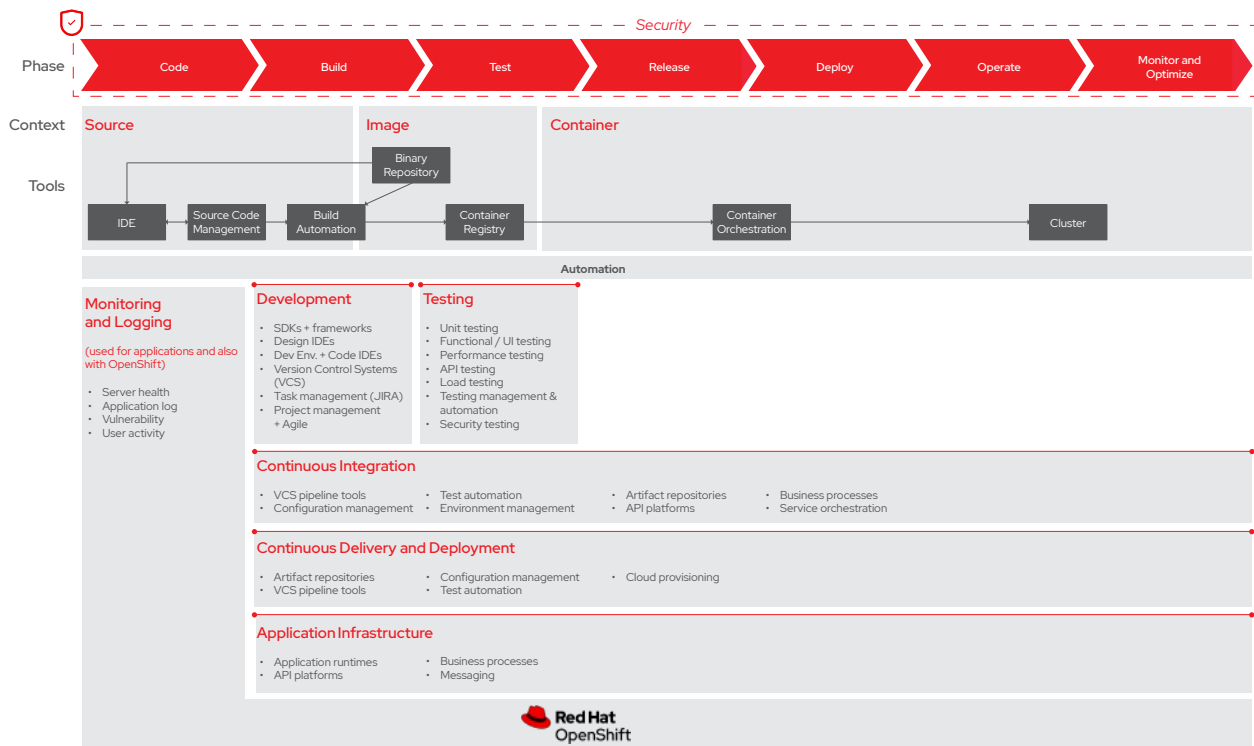 Security
Phase
Code
Build
Test
Release
Deploy
Operate
Monitor and
Optimize
Context
Source
Image
Container
Tools
Binary
Repository
IDE
Source Code
Management
Build
Automation
Container
Registry
Container
Orchestration
Cluster
Automation
Monitoring
and Logging
(used for applications and also
with OpenShift)
• Server health
• Application log
• Vulnerability
• User activity
Development
• SDKs + frameworks
• Design IDEs
• Dev Env. + Code IDEs
• Version Control Systems
(VCS)
• Task management (JIRA)
• Project management
+ Agile
Testing
• Unit testing
• Functional / UI testing
• Performance testing
• API testing
• Load testing
• Testing management &
automation
• Security testing
Continuous Integration
• VCS pipeline tools
• Configuration management
• Test automation
• Environment management
• Artifact repositories
• API platforms
• Business processes
• Service orchestration
Continuous Delivery and Deployment
• Artifact repositories
• VCS pipeline tools
• Configuration management
• Test automation
• Cloud provisioning
Application Infrastructure
• Application runtimes
• API platforms
• Business processes
• Messaging
Red Hat
OpenShift